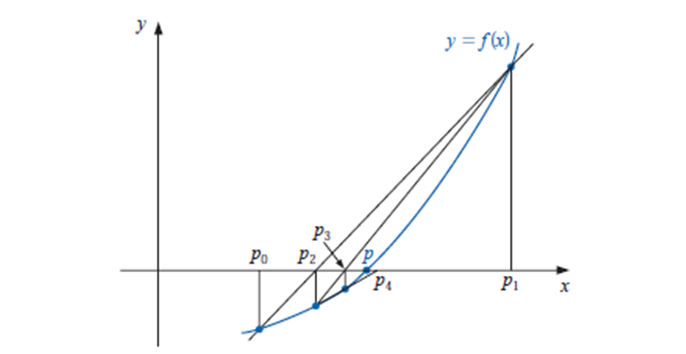 y
y = f(x)
p₃
p₀
p₂
p
p₄
p₁
x